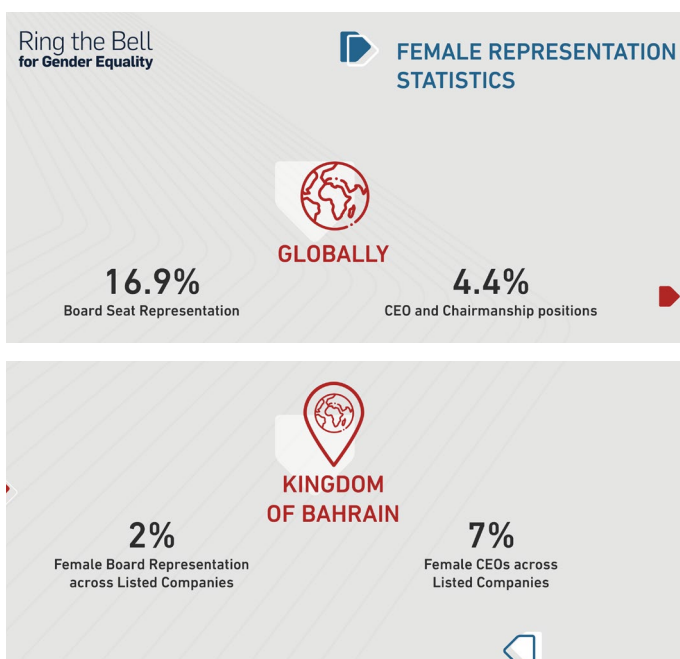 Ring the Bell
for Gender Equality
FEMALE REPRESENTATION
STATISTICS
GLOBALLY
16.9%
Board Seat Representation
4.4%
CEO and Chairmanship positions
KINGDOM
OF BAHRAIN
2%
Female Board Representation
across Listed Companies
7%
Female CEOs across
Listed Companies